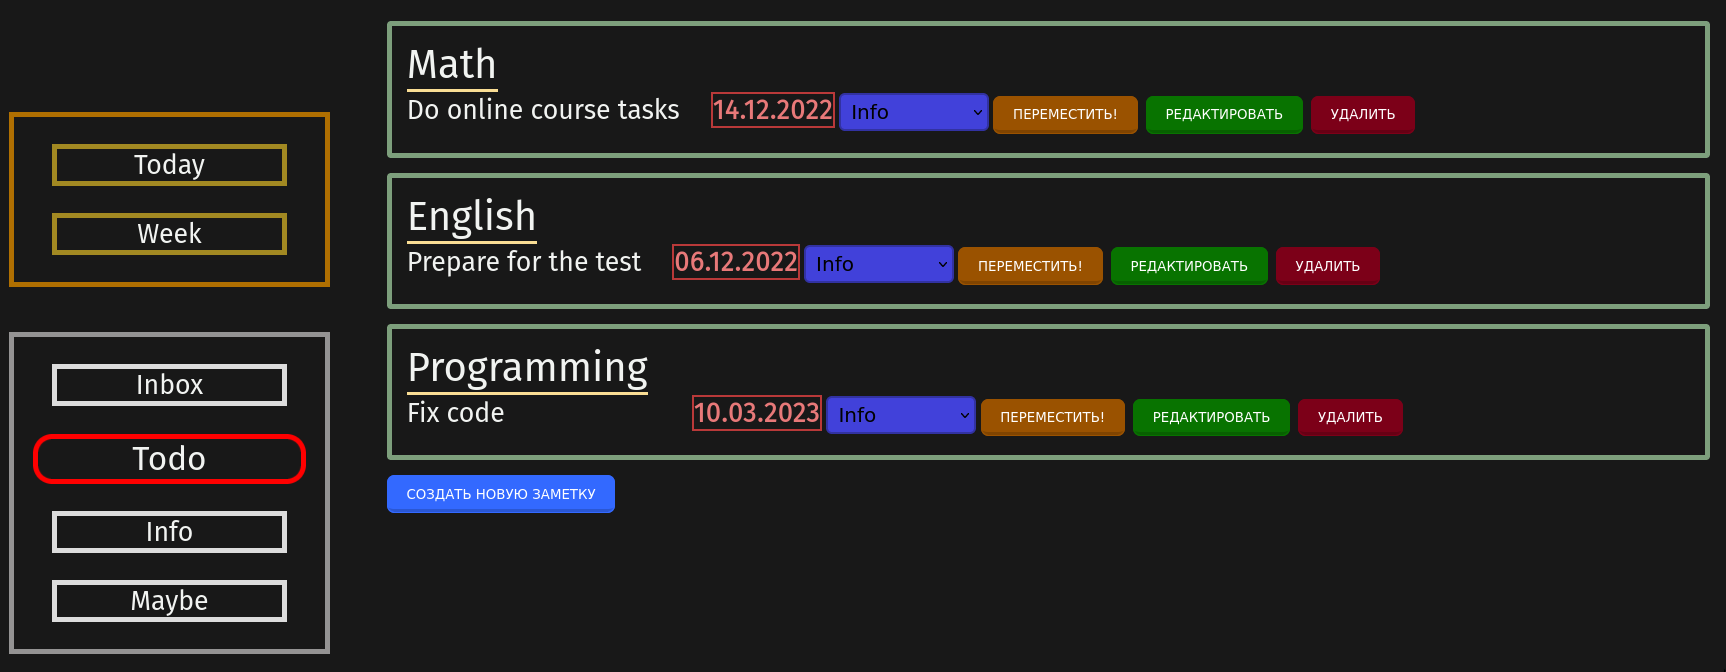 Today
Week
Inbox
Todo
Info
Maybe
Math
Do online course tasks 14.12.2022 Info ПЕРЕМЕСТИТЬ! РЕДАКТИРОВАТЬ УДАЛИТЬ
English
Prepare for the test 06.12.2022 Info ПЕРЕМЕСТИТЬ! РЕДАКТИРОВАТЬ УДАЛИТЬ
Programming
Fix code 10.03.2023 Info ПЕРЕМЕСТИТЬ! РЕДАКТИРОВАТЬ УДАЛИТЬ
СОЗДАТЬ НОВУЮ ЗАМЕТКУ